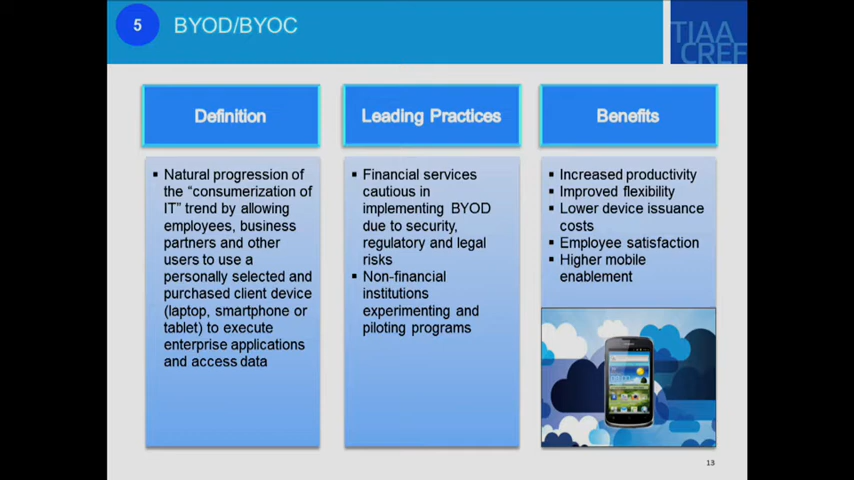 5
BYOD/BYOC
TIAA
CREF
Definition
Leading Practices
Benefits
▪ Natural progression of
the “consumerization of
IT” trend by allowing
employees, business
partners and other
users to use a
personally selected and
purchased client device
(laptop, smartphone or
tablet) to execute
enterprise applications
and access data
▪ Financial services
cautious in
implementing BYOD
due to security,
regulatory and legal
risks
▪ Non-financial
institutions
experimenting and
piloting programs
▪ Increased productivity
▪ Improved flexibility
▪ Lower device issuance
costs
▪ Employee satisfaction
▪ Higher mobile
enablement
13